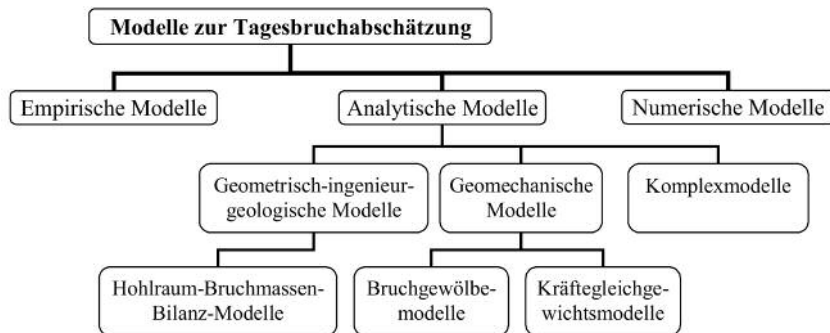 Modelle zur Tagesbruchabschätzung
Empirische Modelle
Analytische Modelle
Numerische Modelle
Geometrisch-ingenieur-
geologische Modelle
Geomechanische
Modelle
Komplexmodelle
Hohlraum-Bruchmassen-
Bilanz-Modelle
Bruchgewölbe-
modelle
Kräftegleichge-
wichtsmodelle